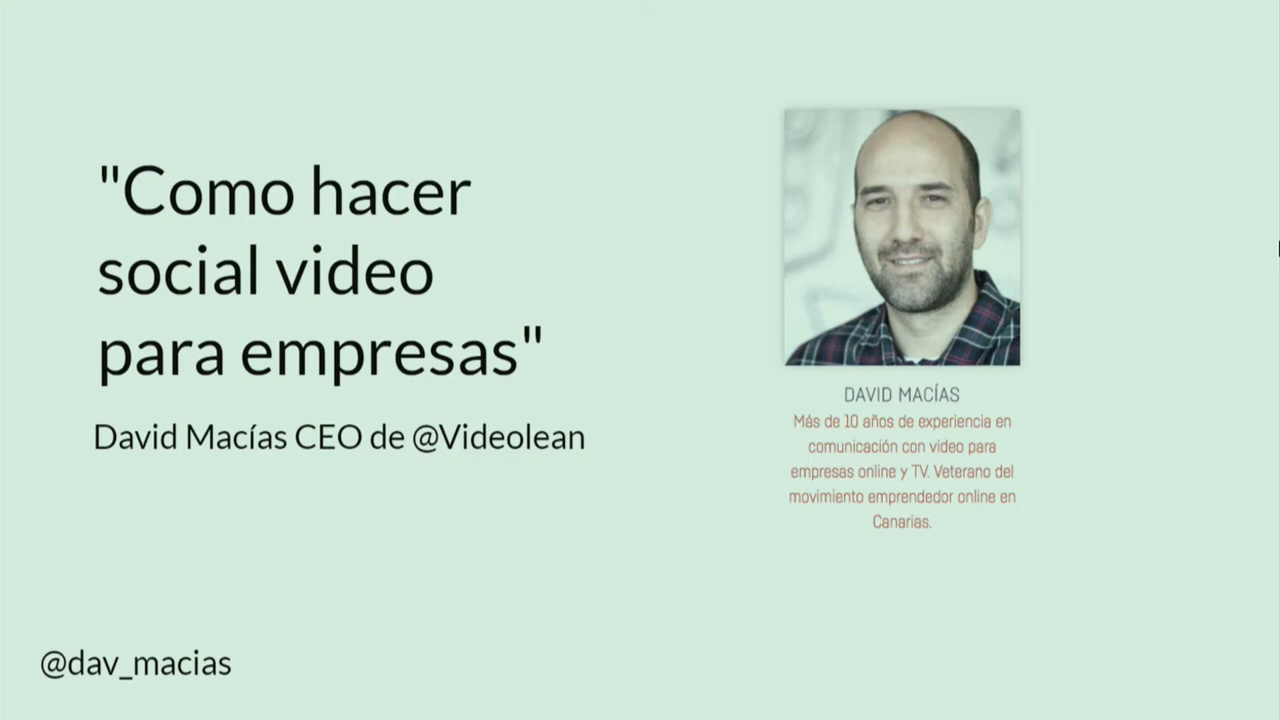 "Como hacer
social video
para empresas"
David Macías CEO de @Videolean
DAVID MACÍAS
Más de 10 años de experiencia en
comunicación con video para
empresas online y TV. Veterano del
movimiento emprendedor online en
Canarias.
@dav_macias